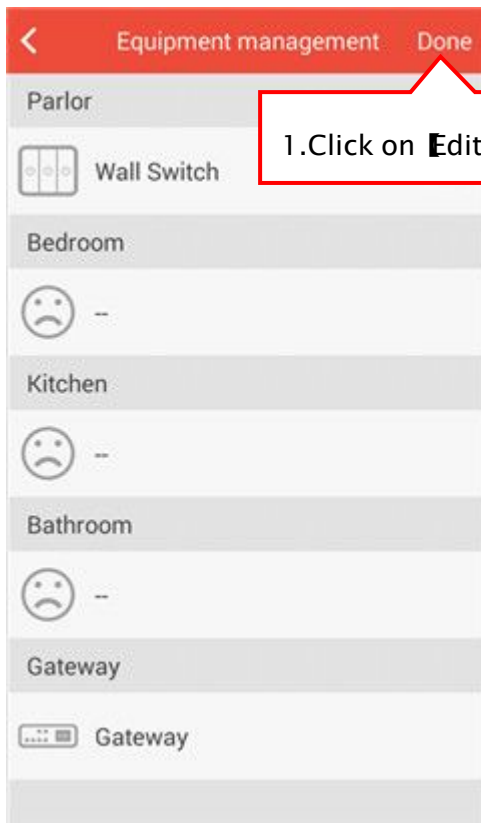 Equipment management Done
Parlor
1.Click on Edit
Wall Switch
Bedroom
--
Kitchen
--
Bathroom
--
Gateway
Gateway